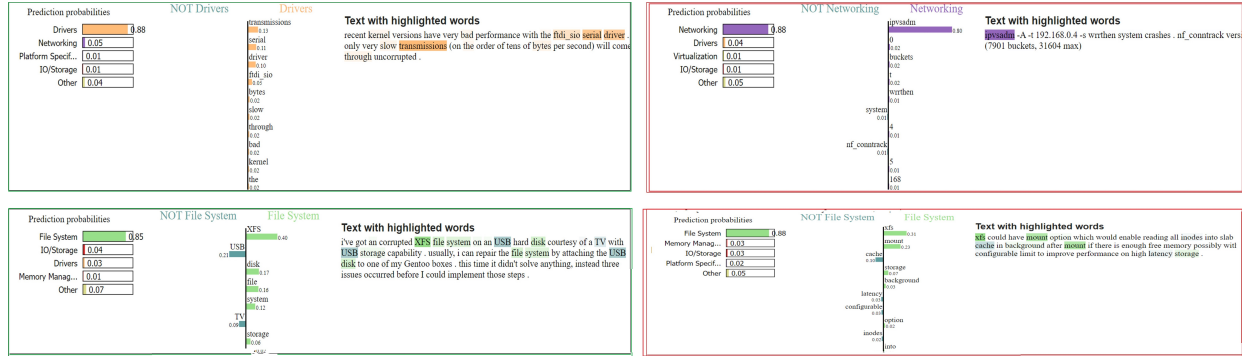 Prediction probabilities
Drivers 0.88
Networking 0.05
Platform Specif... 0.01
IO/Storage 0.01
Other 0.04
NOT Drivers Drivers
transmissions
0.13
serial
0.11
driver
0.10
ftdi_sio
0.05
bytes
0.02
slow
0.02
through
0.02
bad
0.02
kernel
0.02
the
0.02
Text with highlighted words
recent kernel versions have very bad performance with the ftdi_sio serial driver .
only very slow transmissions (on the order of tens of bytes per second) will come
through uncorrupted .
Prediction probabilities
Networking 0.88
Drivers 0.04
Virtualization 0.01
IO/Storage 0.01
Other 0.05
NOT Networking Networking
ipvsadm
0.80
0
0.02
buckets
0.02
t
0.02
wrrthen
0.01
system
0.01
4
0.01
nf_conntrack
0.01
5
0.01
168
0.01
Text with highlighted words
ipvsadm -A -t 192.168.0.4 -s wrrthen system crashes . nf_conntrack vers
(7901 buckets, 31604 max)
Prediction probabilities
File System 0.85
IO/Storage 0.04
Drivers 0.03
Memory Manag... 0.01
Other 0.07
NOT File System File System
XFS
0.40
USB
0.21
disk
0.17
file
0.16
system
0.12
TV
0.09
storage
0.06
Text with highlighted words
i've got an corrupted XFS file system on an USB hard disk courtesy of a TV with
USB storage capability . usually, i can repair the file system by attaching the USB
disk to one of my Gentoo boxes . this time it didn't solve anything, instead three
issues occurred before I could implement those steps .
Prediction probabilities
File System 0.88
Memory Manag... 0.03
Drivers 0.03
Platform Specif... 0.02
Other 0.05
NOT File System File System
xfs
mount
cache
storage
0.07
background
0.03
latency
0.03
configurable
0.03
option
0.02
inodes
0.02
into
Text with highlighted words
xfs could have mount option which would enable reading all inodes into slab
cache in background after mount if there is enough free memory possibly witl
configurable limit to improve performance on high latency storage .